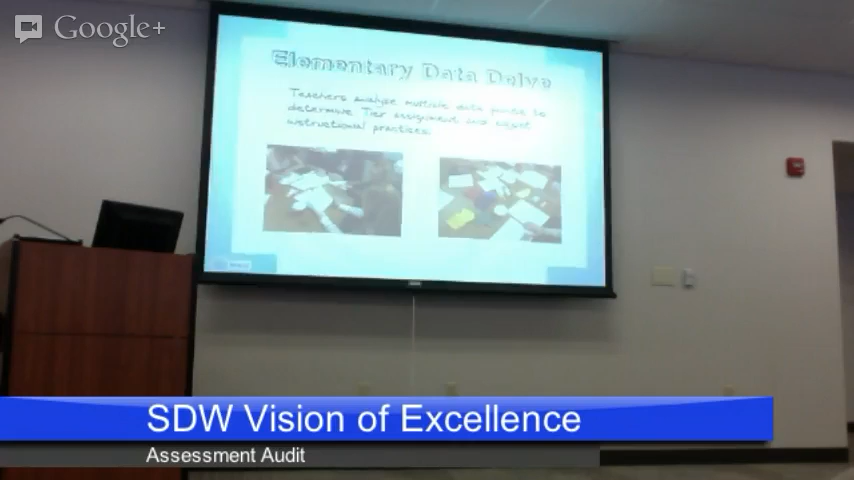 Google+
Elementary Data Delve
Teachers analyze multiple data points to
determine Tier assignment and adjust
instructional practices.
SDW Vision of Excellence
Assessment Audit